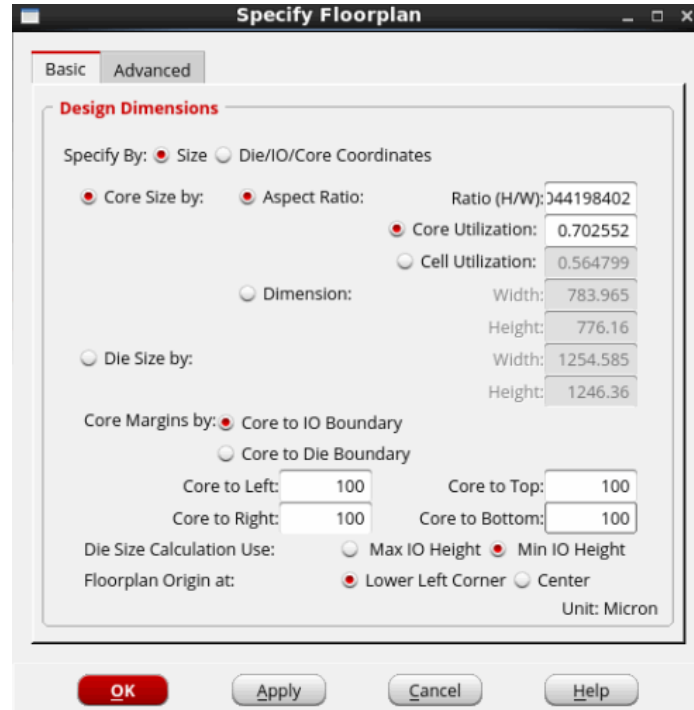 Specify Floorplan
Basic Advanced
Design Dimensions
Specify By: Size Die/IO/Core Coordinates
Core Size by: Aspect Ratio: Ratio (H/W): 044198402
Core Utilization: 0.702552
Cell Utilization: 0.564799
Dimension: Width: 783.965
Height: 776.16
Die Size by: Width: 1254.585
Height: 1246.36
Core Margins by: Core to IO Boundary
Core to Die Boundary
Core to Left: 100 Core to Top: 100
Core to Right: 100 Core to Bottom: 100
Die Size Calculation Use: Max IO Height Min IO Height
Floorplan Origin at: Lower Left Corner Center
Unit: Micron
OK Apply Cancel Help